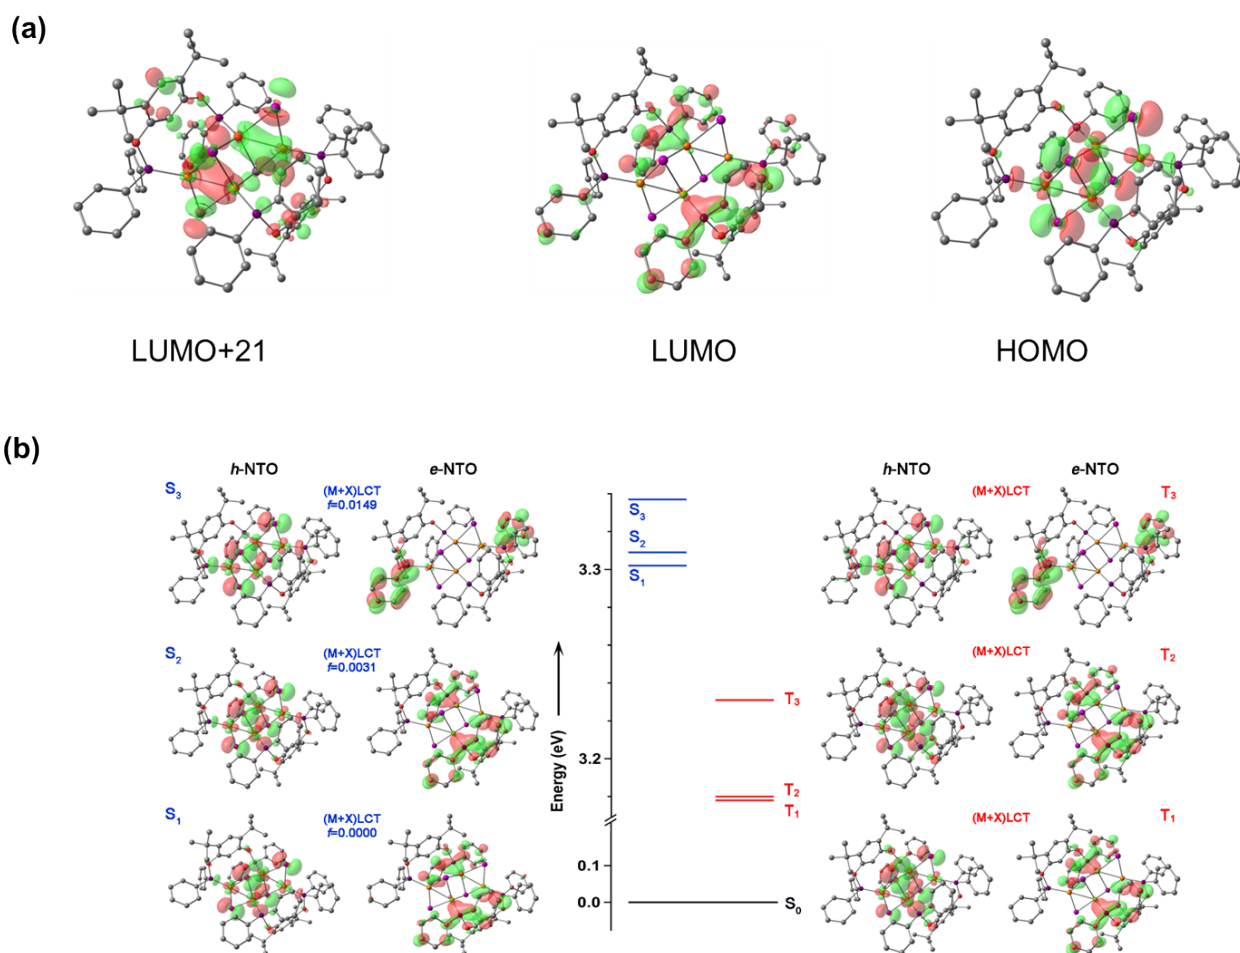 (a)
LUMO+21
LUMO
HOMO
(b)
h-NTO
e-NTO
S3
(M+X)LCT
f=0.0149
S2
(M+X)LCT
f=0.0031
S1
(M+X)LCT
f=0.0000
Energy (eV)
3.3
3.2
0.1
0.0
S3
S2
S1
T3
T2
T1
S0
h-NTO
e-NTO
(M+X)LCT
T3
(M+X)LCT
T2
(M+X)LCT
T1